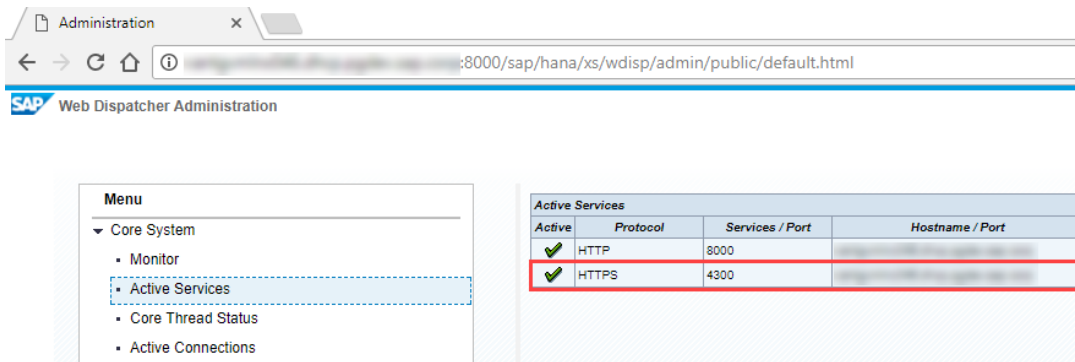 Administration
:8000/sap/hana/xs/wdisp/admin/public/default.html
SAP Web Dispatcher Administration
Menu
Core System
Monitor
Active Services
Core Thread Status
Active Connections
Active Services
Active Protocol Services / Port Hostname / Port
HTTP 8000
HTTPS 4300